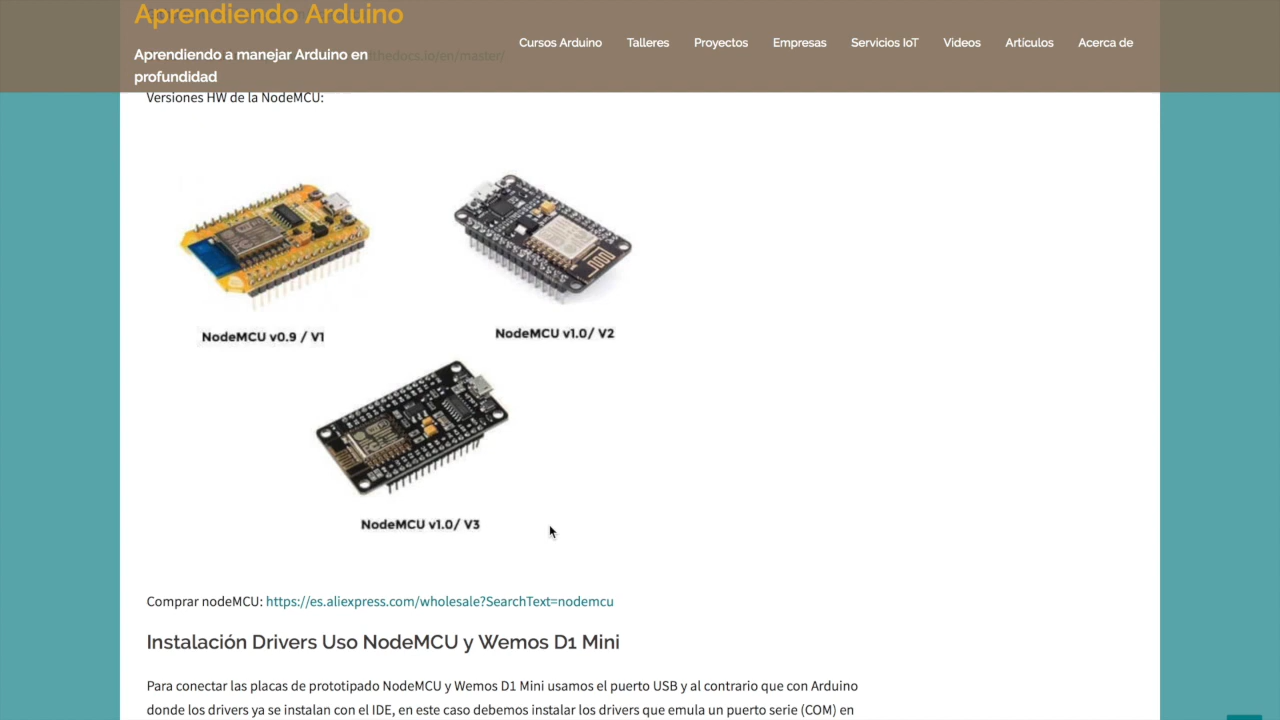 Aprendiendo Arduino
Aprendiendo a manejar Arduino en
profundidad
Cursos Arduino Talleres Proyectos Empresas Servicios IoT Videos Artículos Acerca de
thedocs.io/en/master/
Versiones HW de la NodeMCU:
NodeMCU v0.9 / V1
NodeMCU v1.0/ V2
NodeMCU v1.0/ V3
Comprar nodeMCU: https://es.aliexpress.com/wholesale?SearchText=nodemcu
Instalación Drivers Uso NodeMCU y Wemos D1 Mini
Para conectar las placas de prototipado NodeMCU y Wemos D1 Mini usamos el puerto USB y al contrario que con Arduino
donde los drivers ya se instalan con el IDE, en este caso debemos instalar los drivers que emula un puerto serie (COM) en